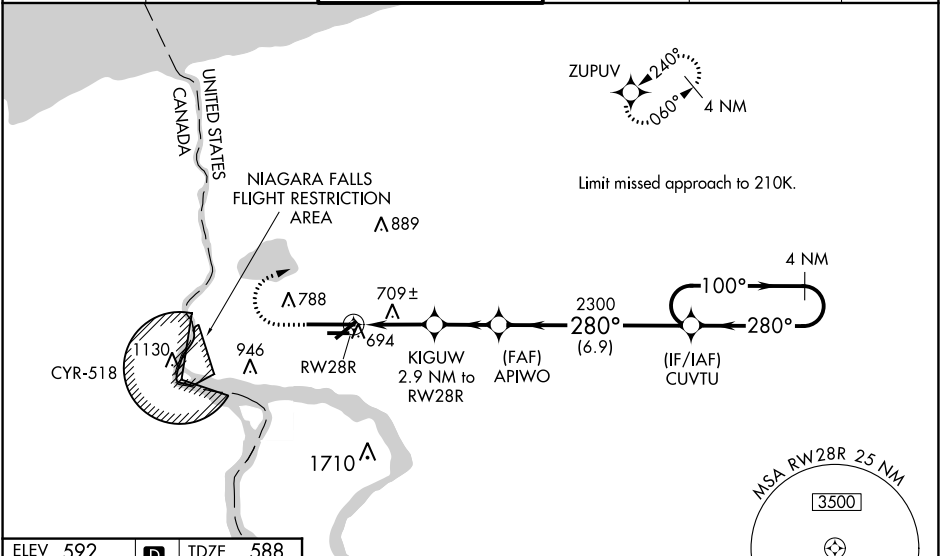 UNITED STATES
CANADA
ZUPUV
240°
060°
4 NM
NIAGARA FALLS
FLIGHT RESTRICTION
AREA
Limit missed approach to 210K.
889
4 NM
100°
788
709±
2300
280°
280°
(6.9)
694
1130
946
RW28R
KIGUW
2.9 NM to
RW28R
(FAF)
APIWO
(IF/IAF)
CUVTU
CYR-518
1710
MSA RW28R 25 NM
3500
ELEV 592
D
TDZE 588